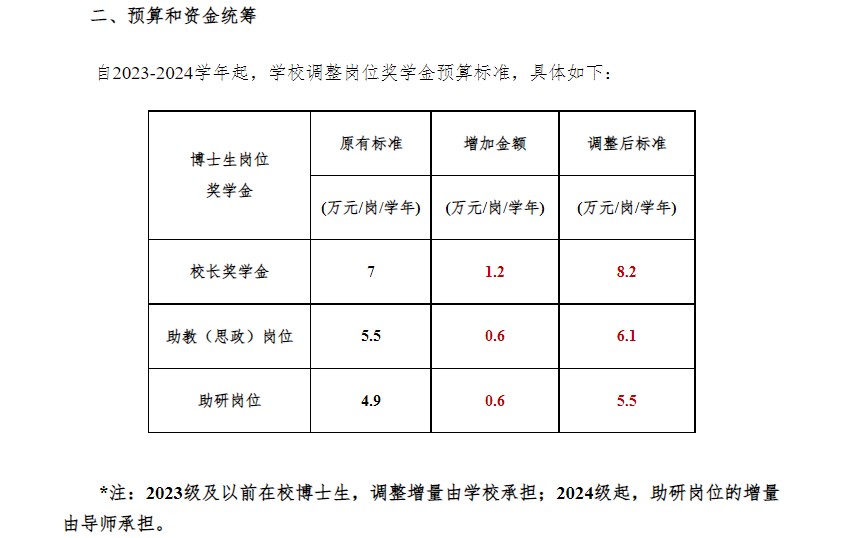 二、预算和资金统筹
自2023-2024学年起，学校调整岗位奖学金预算标准，具体如下：
博士生岗位
奖学金
原有标准 增加金额 调整后标准
(万元/岗/学年) (万元/岗/学年) (万元/岗/学年)
校长奖学金 7 1.2 8.2
助教（思政）岗位 5.5 0.6 6.1
助研岗位 4.9 0.6 5.5
*注：2023级及以前在校博士生，调整增量由学校承担；2024级起，助研岗位的增量
由导师承担。